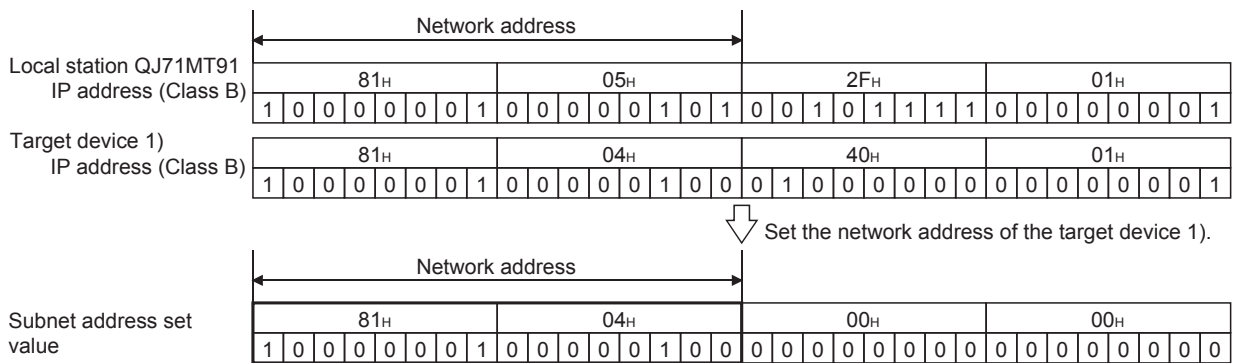 Network address
Local station QJ71MT91
IP address (Class B)
81H 05H 2FH 01H
1 0 0 0 0 0 0 1 0 0 0 0 0 1 0 1 0 0 1 0 1 1 1 1 0 0 0 0 0 0 0 1
Target device 1)
IP address (Class B)
81H 04H 40H 01H
1 0 0 0 0 0 0 1 0 0 0 0 0 1 0 0 0 1 0 0 0 0 0 0 0 0 0 0 0 0 0 1
Set the network address of the target device 1).
Network address
Subnet address set
value
81H 04H 00H 00H
1 0 0 0 0 0 0 1 0 0 0 0 0 1 0 0 0 0 0 0 0 0 0 0 0 0 0 0 0 0 0 0